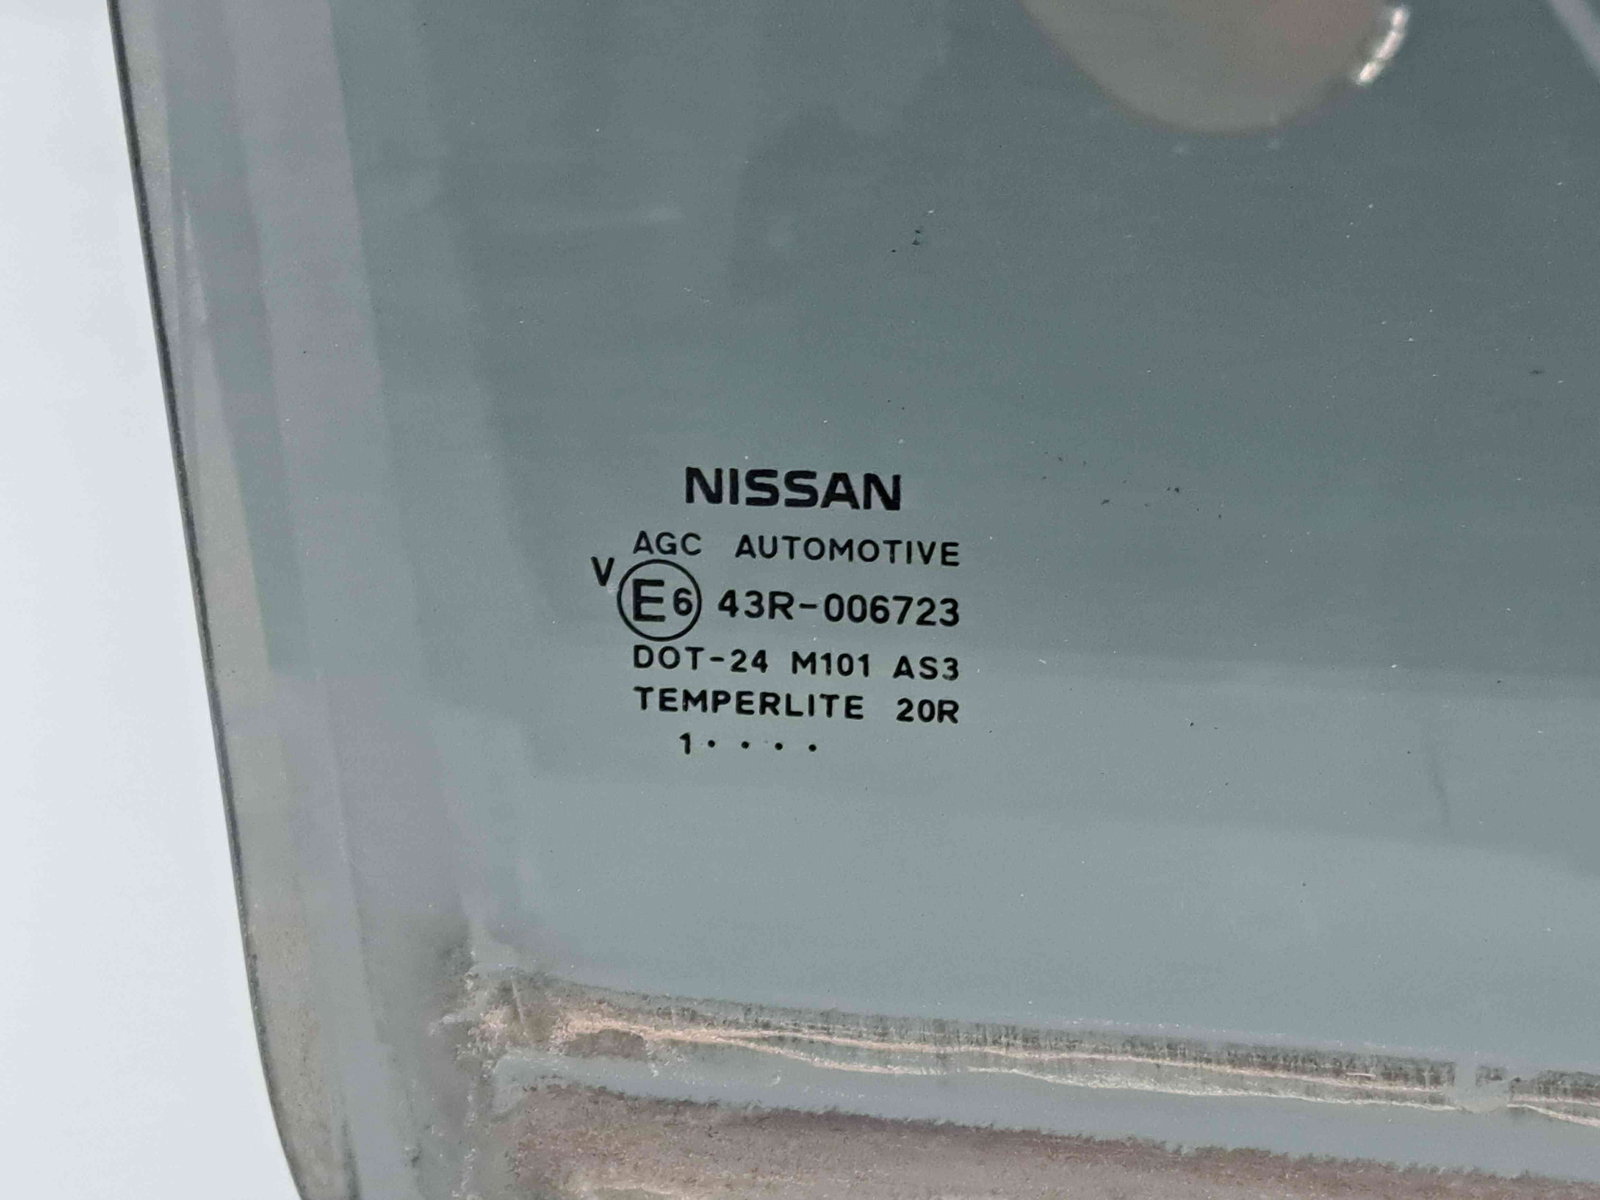 NISSAN
AGC AUTOMOTIVE
V E6 43R-006723
DOT-24 M101 AS3
TEMPERLITE 20R
1 · · · ·